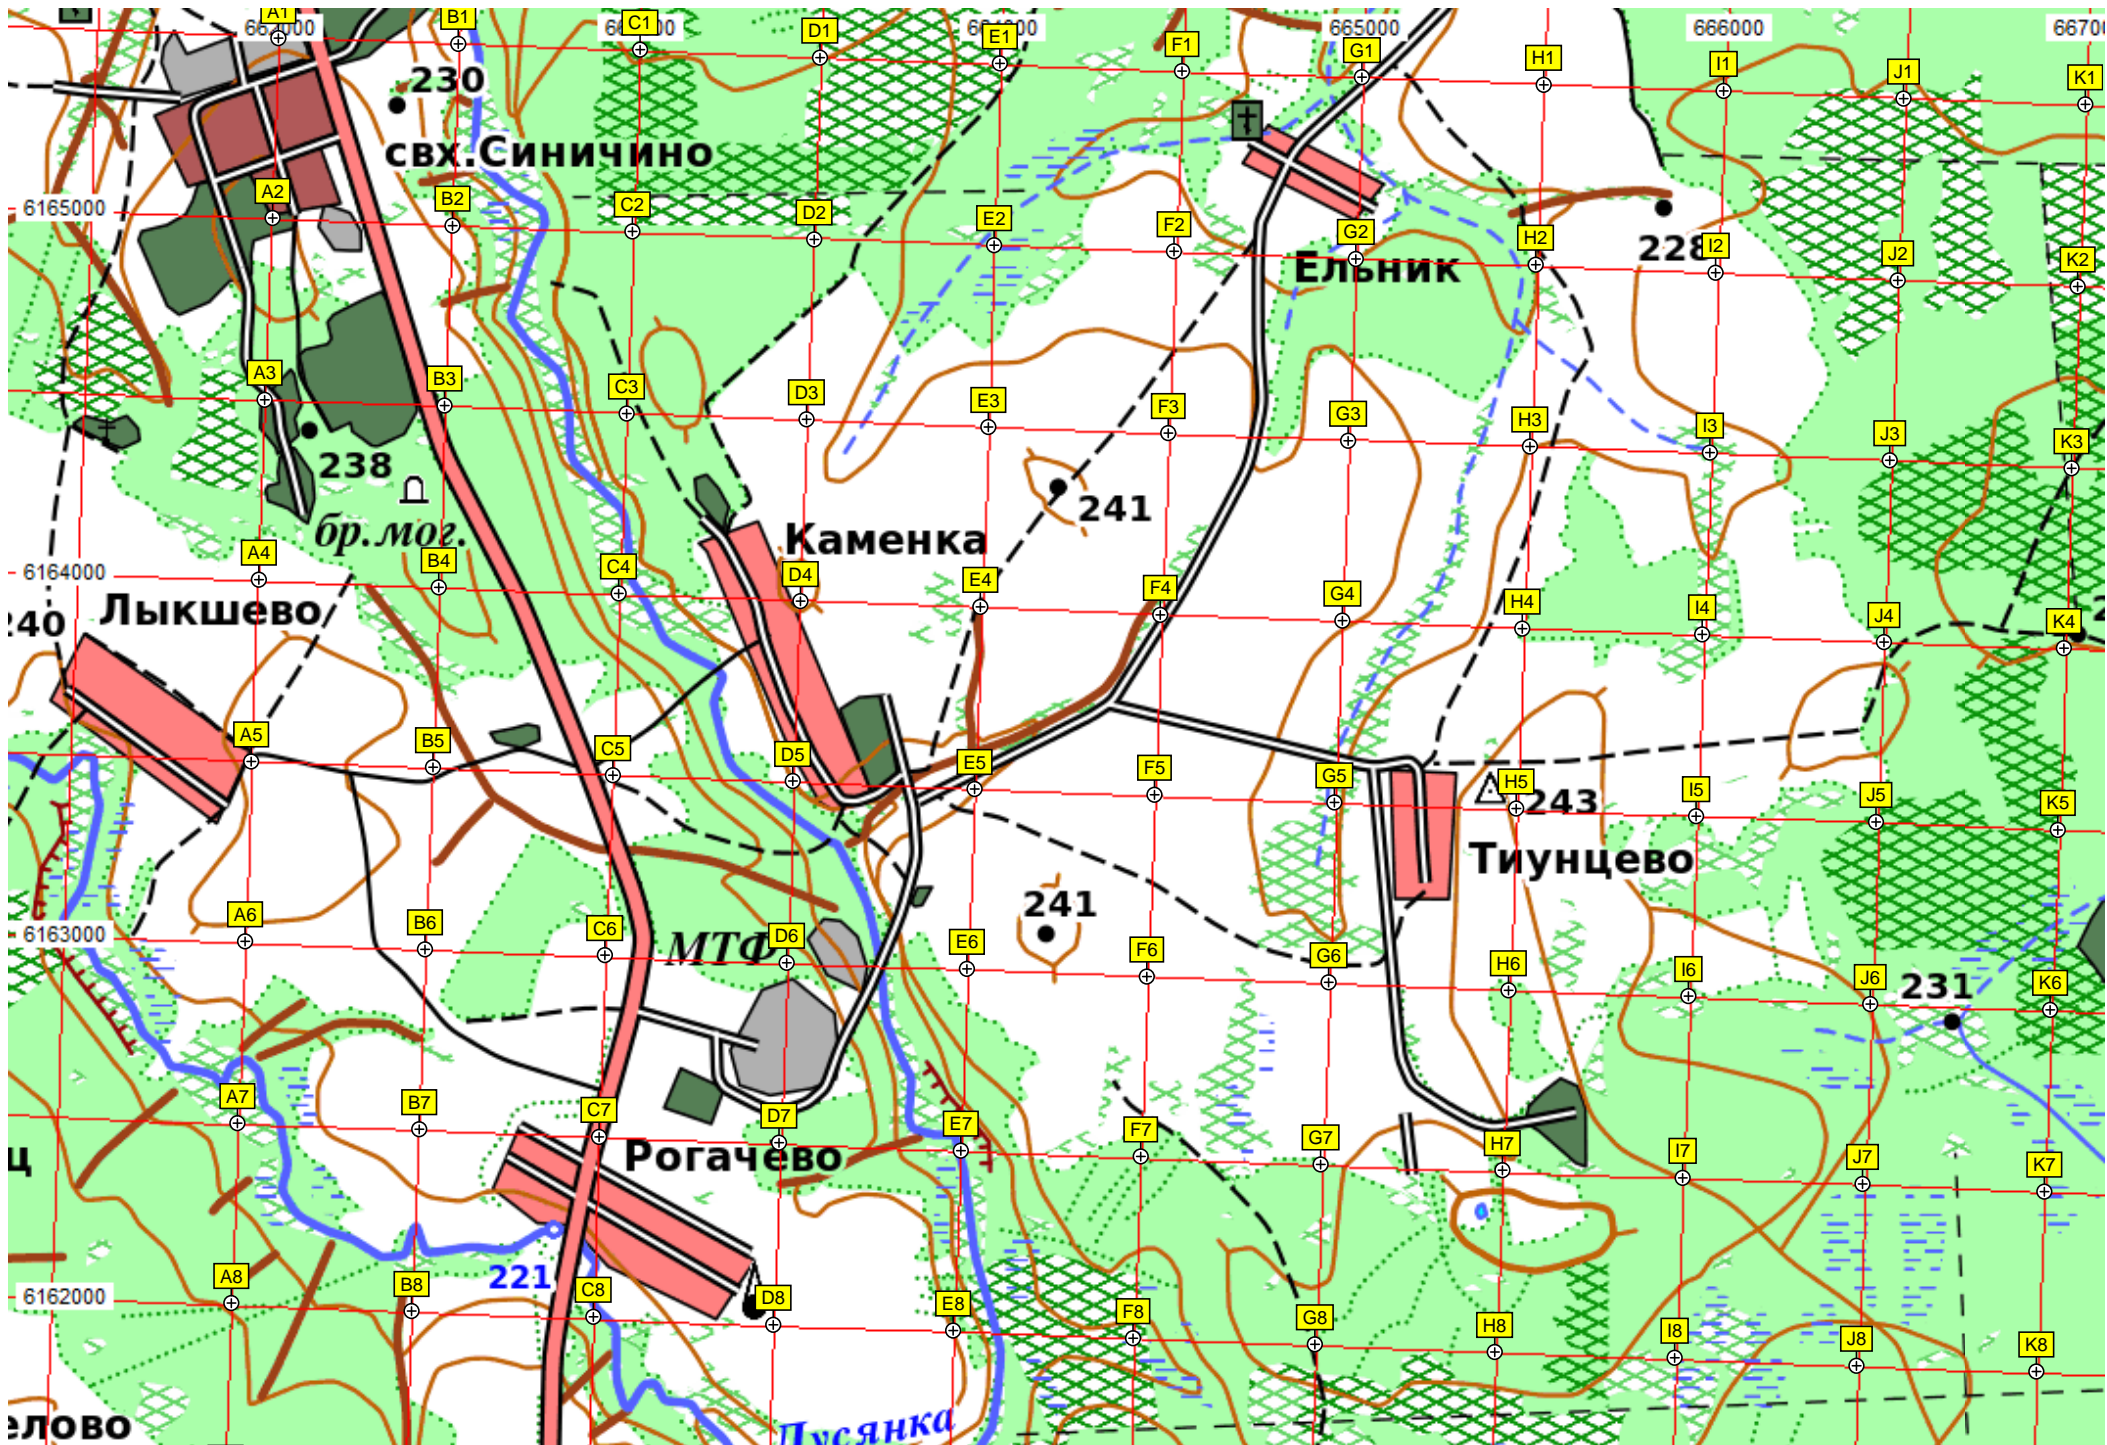 A1 B1 C1 D1 E1 F1 G1 H1 I1 J1 K1
665000 666000
230
свх.Синичино
A2 B2 C2 D2 E2 F2 G2 H2 I2 J2 K2
6165000
Ельник
A3 B3 C3 D3 E3 F3 G3 H3 I3 J3 K3
238
бр.мог.
241
Каменка
A4 B4 C4 D4 E4 F4 G4 H4 I4 J4 K4
6164000
Лыкшево
A5 B5 C5 D5 E5 F5 G5 H5 I5 J5 K5
243
Тиунцево
241
A6 B6 C6 D6 E6 F6 G6 H6 I6 J6 K6
6163000
МТФ
231
A7 B7 C7 D7 E7 F7 G7 H7 I7 J7 K7
Рогачево
221
A8 B8 C8 D8 E8 F8 G8 H8 I8 J8 K8
6162000
елово